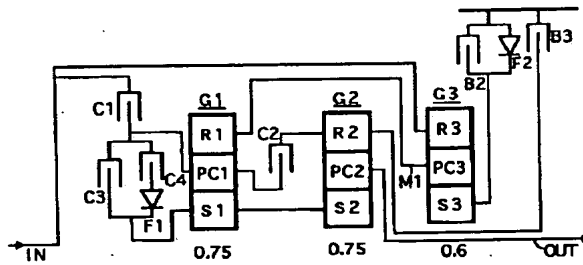 B3
F2
B2
C1
G1
G2
G3
R1
C2
R2
R3
C3
C4
PC1
PC2
M1
PC3
F1
S1
S2
S3
IN
0.75
0.75
0.6
OUT